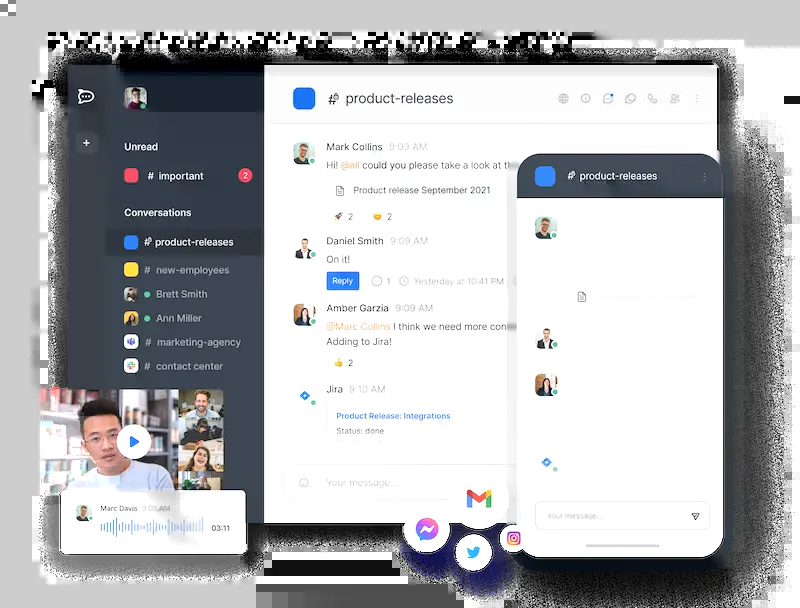 # product-releases
Unread
# important 2
Conversations
# product-releases
# new-employees
Brett Smith
Ann Miller
# marketing-agency
# contact center
Mark Collins 9:09 AM
Hi! @all could you please take a look at
Product release September 2021
2 2
Daniel Smith 9:09 AM
On it!
Reply 1 Yesterday at 10:41 PM
Amber Garzia 9:09 AM
@Marc Collins I think we need more
Adding to Jira!
2
Jira 9:10 AM
Product Release: Integrations
Status: done
Your message...
Marc Davis 9:05 AM
03:11
# product-releases
Your message...